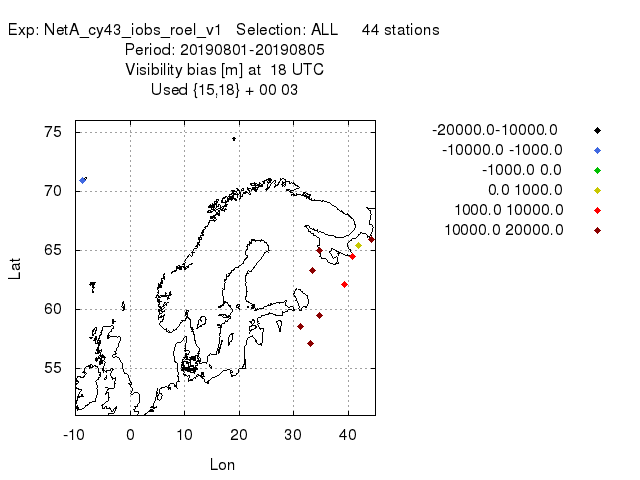 Exp: NetA_cy43_iobs_roel_v1 Selection: ALL 44 stations
Period: 20190801-20190805
Visibility bias [m] at 18 UTC
Used {15,18} + 00 03
-20000.0-10000.0
-10000.0 -1000.0
-1000.0 0.0
0.0 1000.0
1000.0 10000.0
10000.0 20000.0
Lat
75
70
65
60
55
-10 0 10 20 30 40
Lon